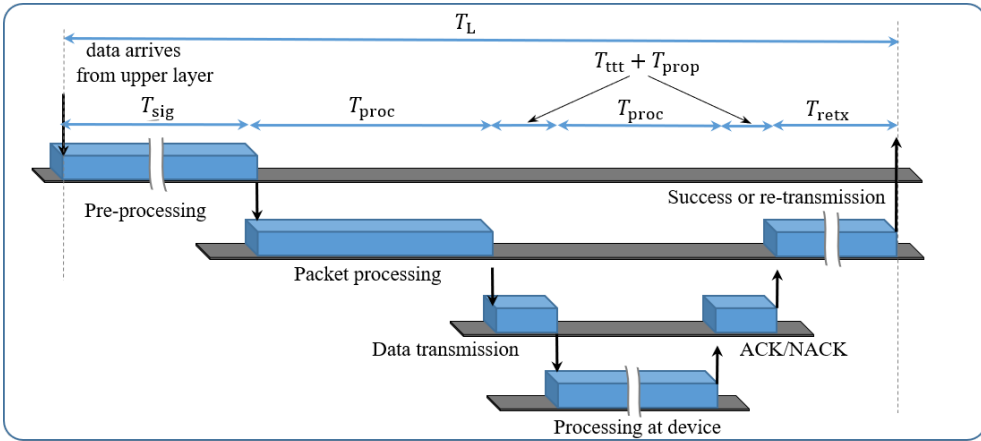 T_L
data arrives
from upper layer
T_ttt + T_prop
T_sig
T_proc
T_proc
T_retx
Pre-processing
Success or re-transmission
Packet processing
Data transmission
ACK/NACK
Processing at device